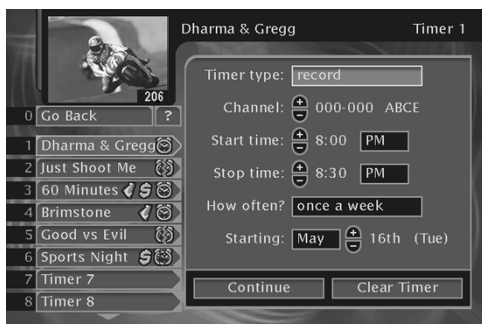 Dharma & Gregg Timer 1
206
0 Go Back ?
1 Dharma & Gregg
2 Just Shoot Me
3 60 Minutes $
4 Brimstone
5 Good vs Evil
6 Sports Night $
7 Timer 7
8 Timer 8
Timer type: record
Channel: + - 000-000 ABCE
Start time: + - 8:00 PM
Stop time: + - 8:30 PM
How often? once a week
Starting: May + - 16th (Tue)
Continue Clear Timer